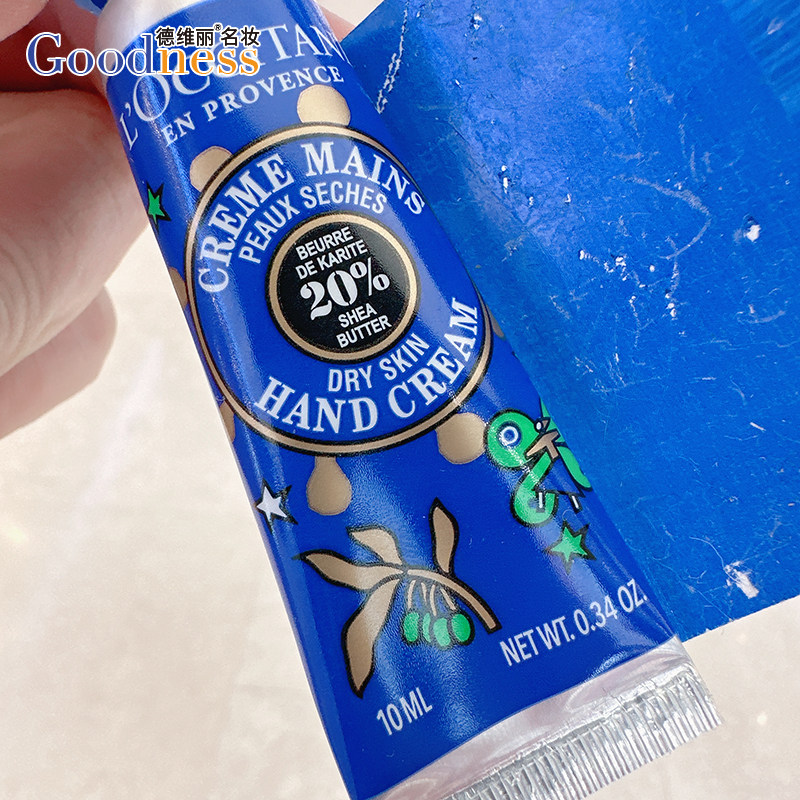 德维丽®名妆
Goodness
L'OCCITAN
EN PROVENCE
CREME MAINS
PEAUX SECHES
BEURRE
DE KARITE
20%
SHEA
BUTTER
DRY SKIN
HAND CREAM
10 ML
NET WT. 0.34 OZ.